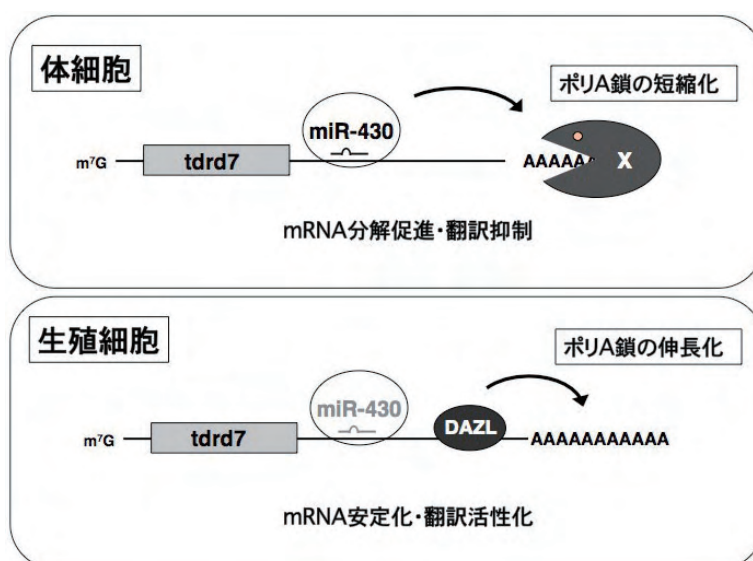 体細胞
ポリA鎖の短縮化
miR-430
m⁷G
tdrd7
AAAAAA
X
mRNA分解促進・翻訳抑制
生殖細胞
ポリA鎖の伸長化
miR-430
DAZL
m⁷G
tdrd7
AAAAAAAAAAA
mRNA安定化・翻訳活性化